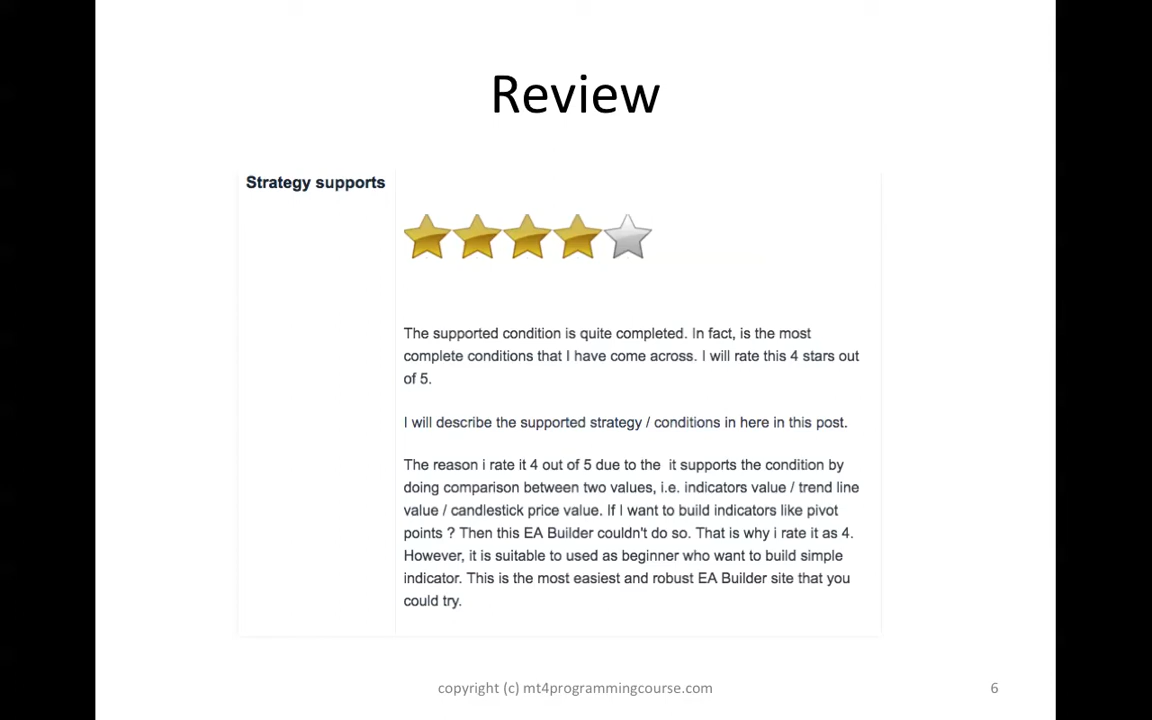 Review
Strategy supports
The supported condition is quite completed. In fact, is the most
complete conditions that I have come across. I will rate this 4 stars out
of 5.
I will describe the supported strategy / conditions in here in this post.
The reason i rate it 4 out of 5 due to the  it supports the condition by
doing comparison between two values, i.e. indicators value / trend line
value / candlestick price value. If I want to build indicators like pivot
points ? Then this EA Builder couldn't do so. That is why i rate it as 4.
However, it is suitable to used as beginner who want to build simple
indicator. This is the most easiest and robust EA Builder site that you
could try.
copyright (c) mt4programmingcourse.com
6